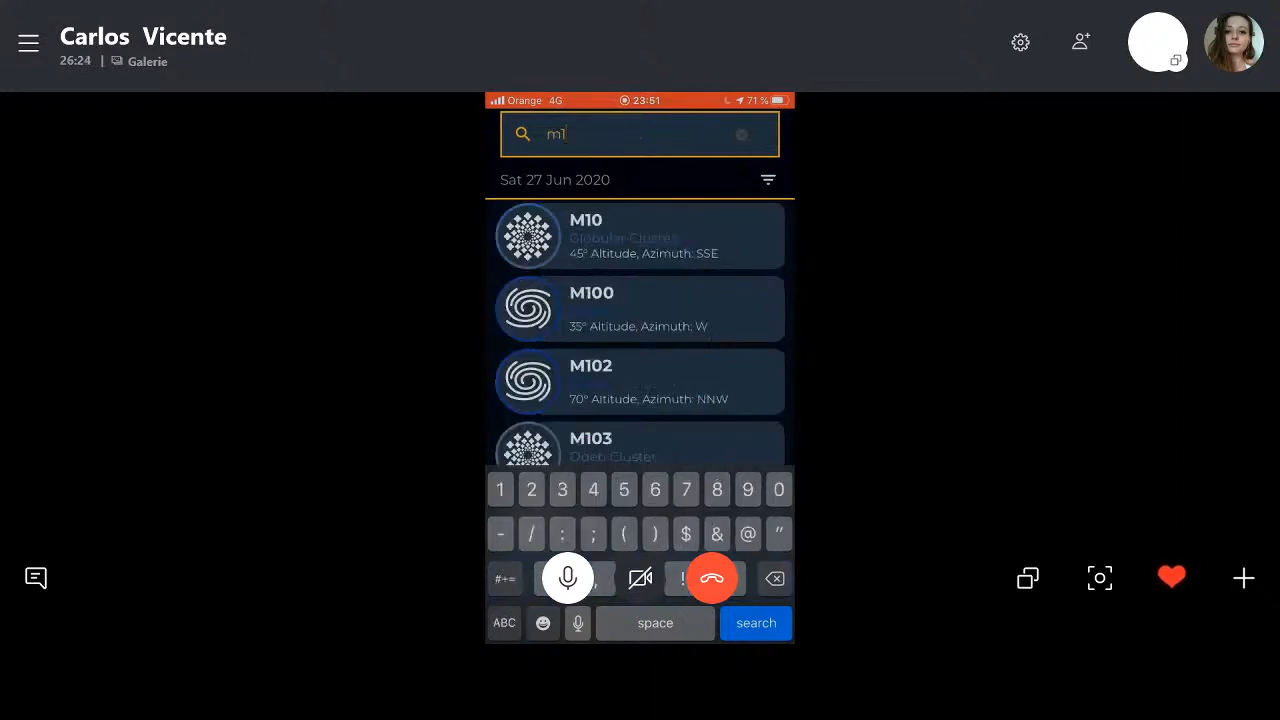 Carlos Vicente
26:24 | Galerie
Orange 4G 23:51 71 %
m1
Sat 27 Jun 2020
M10
Globular Cluster
45° Altitude, Azimuth: SSE
M100
35° Altitude, Azimuth: W
M102
70° Altitude, Azimuth: NNW
M103
Open Cluster
1 2 3 4 5 6 7 8 9 0
- / : ; ( ) $ & @ "
#+= , !
ABC space search